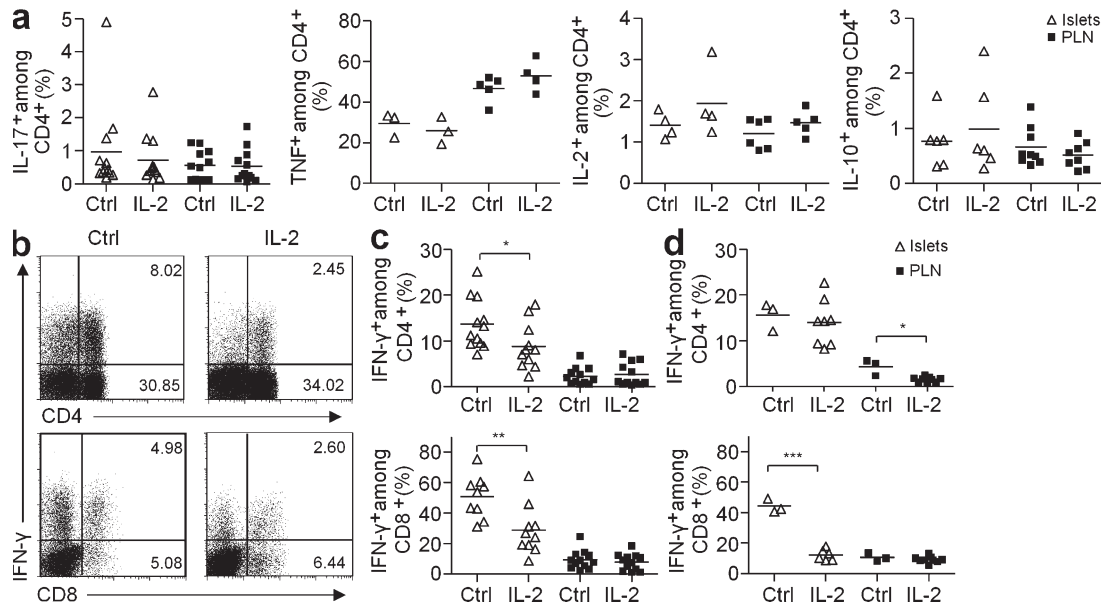 a
IL-17+among
CD4+(%)
5
4
3
2
1
0
Ctrl IL-2 Ctrl IL-2
TNF+ among CD4+
(%)
80
60
40
20
0
Ctrl IL-2 Ctrl IL-2
IL-2+ among CD4+
(%)
4
3
2
1
0
Ctrl IL-2 Ctrl IL-2
IL-10+ among CD4+
(%)
3
2
1
0
Ctrl IL-2 Ctrl IL-2
Islets
PLN
b
Ctrl IL-2
8.02 2.45
30.85 34.02
CD4
4.98 2.60
5.08 6.44
IFN-γ
CD8
c
IFN-γ+among
CD4+(%)
30
20
10
0
*
Ctrl IL-2 Ctrl IL-2
IFN-γ+among
CD8+(%)
80
60
40
20
0
**
Ctrl IL-2 Ctrl IL-2
d
IFN-γ+among
CD4+(%)
30
20
10
0
*
Islets
PLN
Ctrl IL-2 Ctrl IL-2
IFN-γ+among
CD8+(%)
80
60
40
20
0
***
Ctrl IL-2 Ctrl IL-2